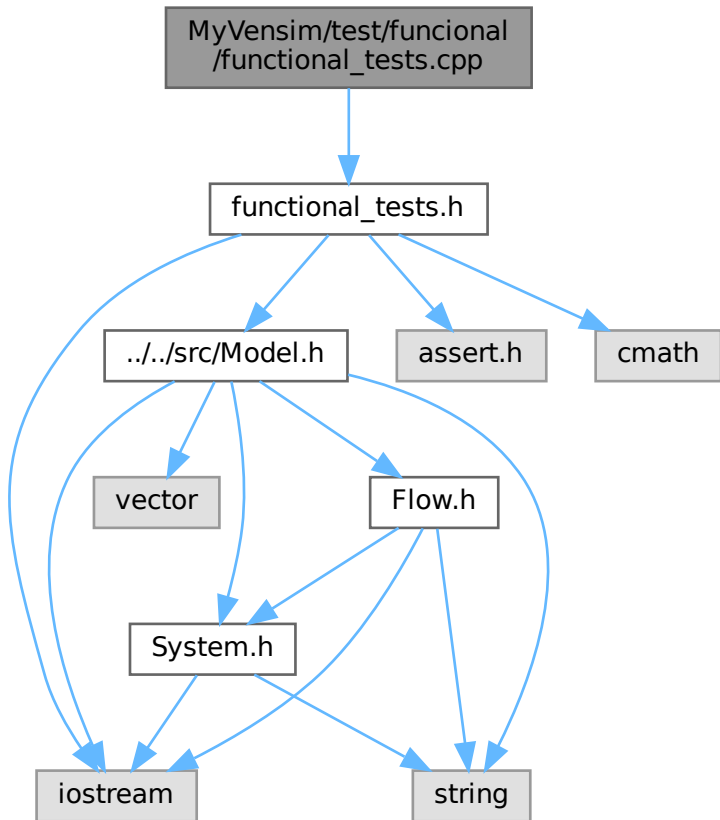 MyVensim/test/funcional
/functional_tests.cpp
functional_tests.h
../../src/Model.h
assert.h
cmath
vector
Flow.h
System.h
iostream
string